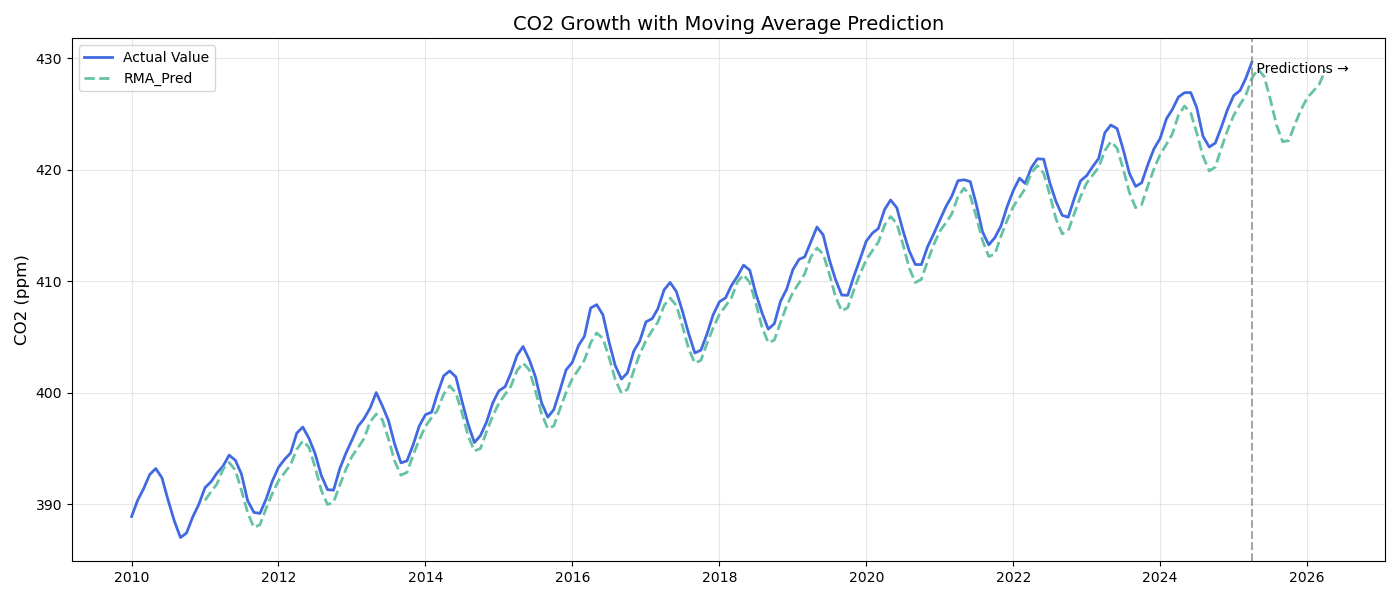 CO2 Growth with Moving Average Prediction
Actual Value
RMA_Pred
Predictions →
CO2 (ppm)
430
420
410
400
390
2010
2012
2014
2016
2018
2020
2022
2024
2026